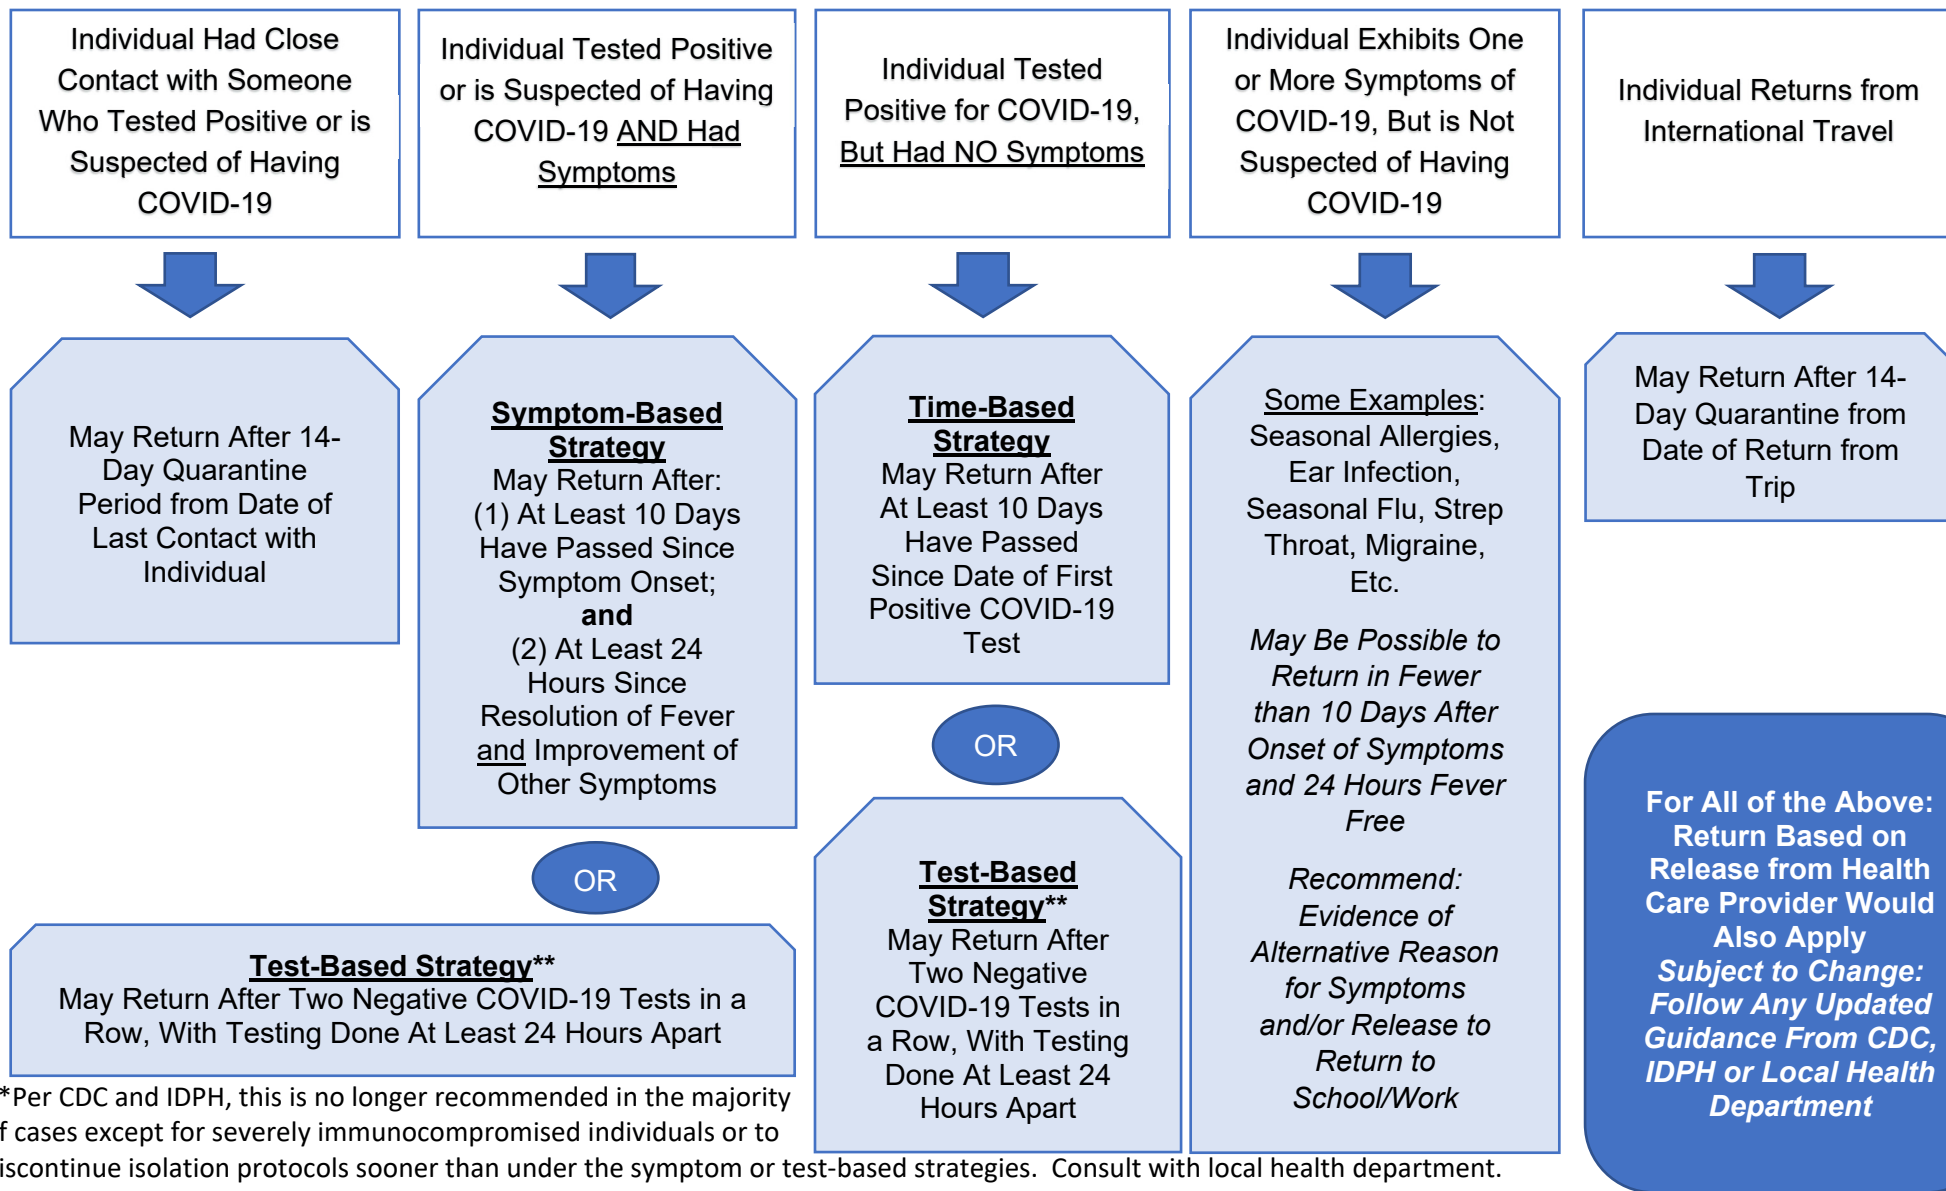 Individual Had Close
Contact with Someone
Who Tested Positive or is
Suspected of Having
COVID-19
Individual Tested Positive
or is Suspected of Having
COVID-19 AND Had
Symptoms
Individual Tested
Positive for COVID-19,
But Had NO Symptoms
Individual Exhibits One
or More Symptoms of
COVID-19, But is Not
Suspected of Having
COVID-19
Individual Returns from
International Travel
May Return After 14-
Day Quarantine
Period from Date of
Last Contact with
Individual
Symptom-Based
Strategy
May Return After:
(1) At Least 10 Days
Have Passed Since
Symptom Onset;
and
(2) At Least 24
Hours Since
Resolution of Fever
and Improvement of
Other Symptoms
OR
Test-Based Strategy**
May Return After Two Negative COVID-19 Tests in a
Row, With Testing Done At Least 24 Hours Apart
Time-Based
Strategy
May Return After
At Least 10 Days
Have Passed
Since Date of First
Positive COVID-19
Test
OR
Test-Based
Strategy**
May Return After
Two Negative
COVID-19 Tests in
a Row, With Testing
Done At Least 24
Hours Apart
Some Examples:
Seasonal Allergies,
Ear Infection,
Seasonal Flu, Strep
Throat, Migraine,
Etc.
May Be Possible to
Return in Fewer
than 10 Days After
Onset of Symptoms
and 24 Hours Fever
Free
Recommend:
Evidence of
Alternative Reason
for Symptoms
and/or Release to
Return to
School/Work
May Return After 14-
Day Quarantine from
Date of Return from
Trip
For All of the Above:
Return Based on
Release from Health
Care Provider Would
Also Apply
Subject to Change:
Follow Any Updated
Guidance From CDC,
IDPH or Local Health
Department
*Per CDC and IDPH, this is no longer recommended in the majority
f cases except for severely immunocompromised individuals or to
iscontinue isolation protocols sooner than under the symptom or test-based strategies. Consult with local health department.